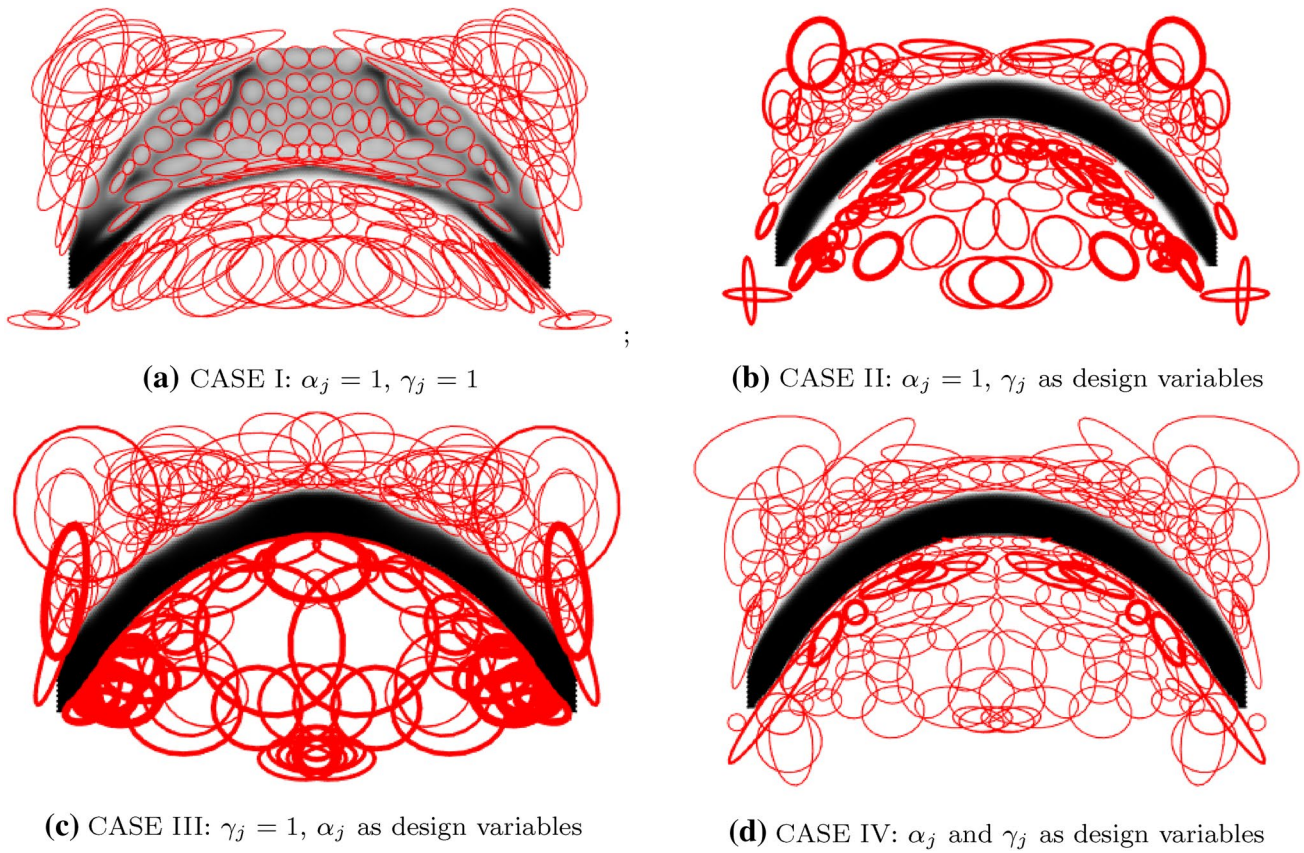 ;
(a) CASE I: αⱼ = 1, γⱼ = 1
(b) CASE II: αⱼ = 1, γⱼ as design variables
(c) CASE III: γⱼ = 1, αⱼ as design variables
(d) CASE IV: αⱼ and γⱼ as design variables